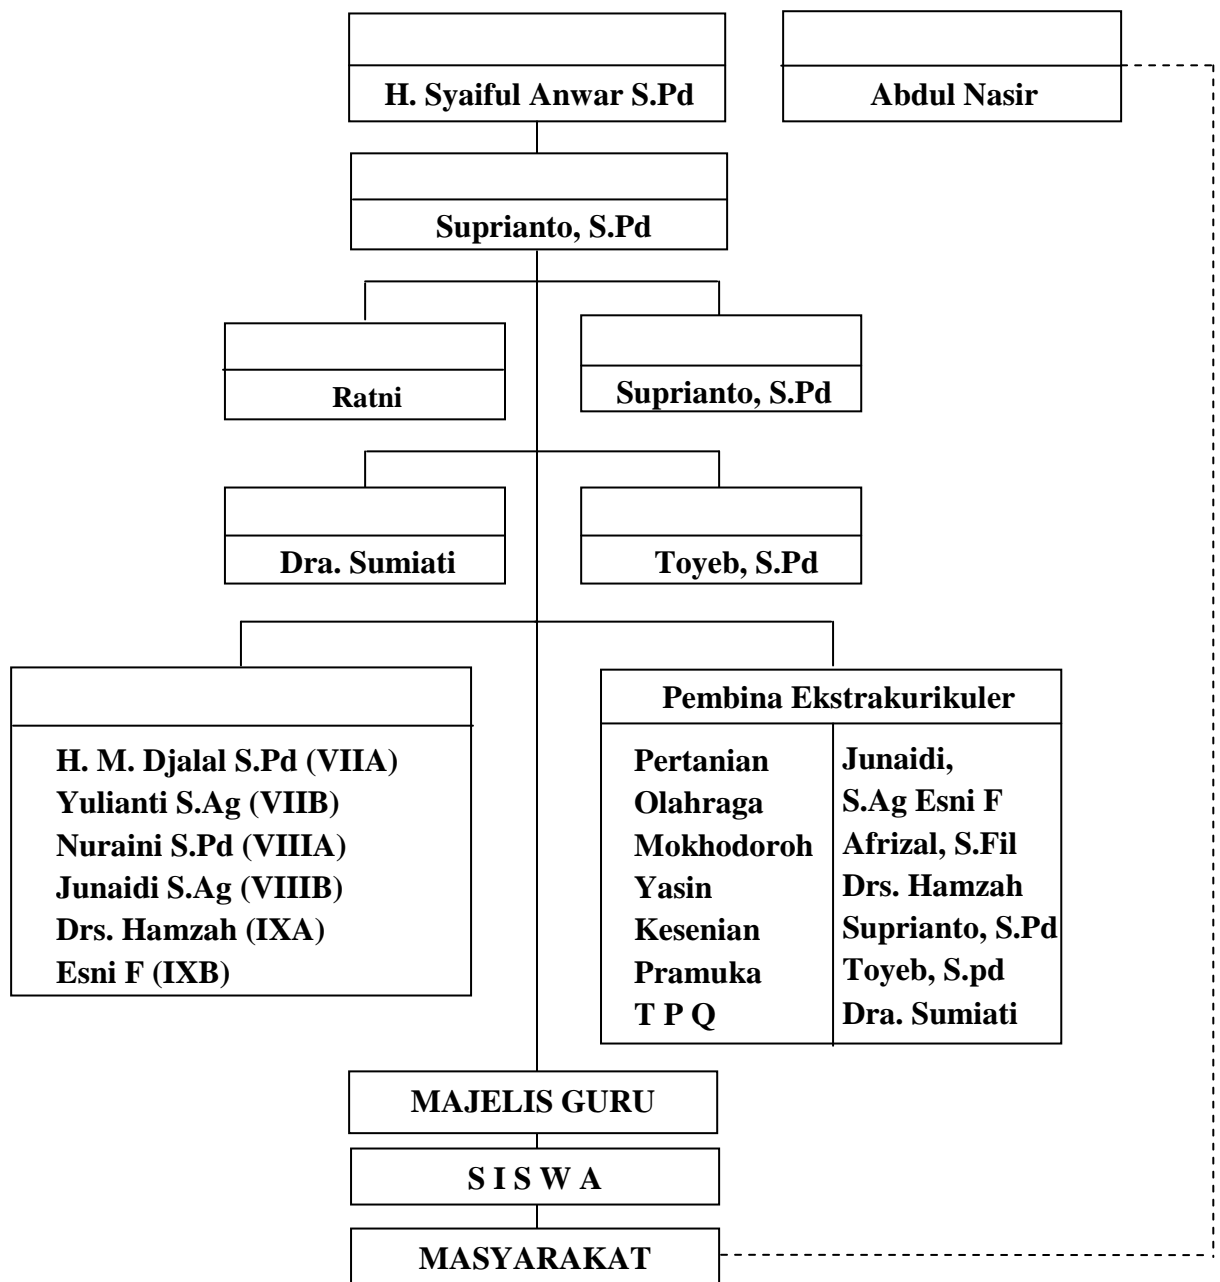 H. Syaiful Anwar S.Pd
Abdul Nasir
Suprianto, S.Pd
Ratni
Suprianto, S.Pd
Dra. Sumiati
Toyeb, S.Pd
H. M. Djalal S.Pd (VIIA)
Yulianti S.Ag (VIIB)
Nuraini S.Pd (VIIIA)
Junaidi S.Ag (VIIIB)
Drs. Hamzah (IXA)
Esni F (IXB)
Pembina Ekstrakurikuler
Pertanian
Olahraga
Mokhodoroh
Yasin
Kesenian
Pramuka
T P Q
Junaidi,
S.Ag Esni F
Afrizal, S.Fil
Drs. Hamzah
Suprianto, S.Pd
Toyeb, S.pd
Dra. Sumiati
MAJELIS GURU
S I S W A
MASYARAKAT